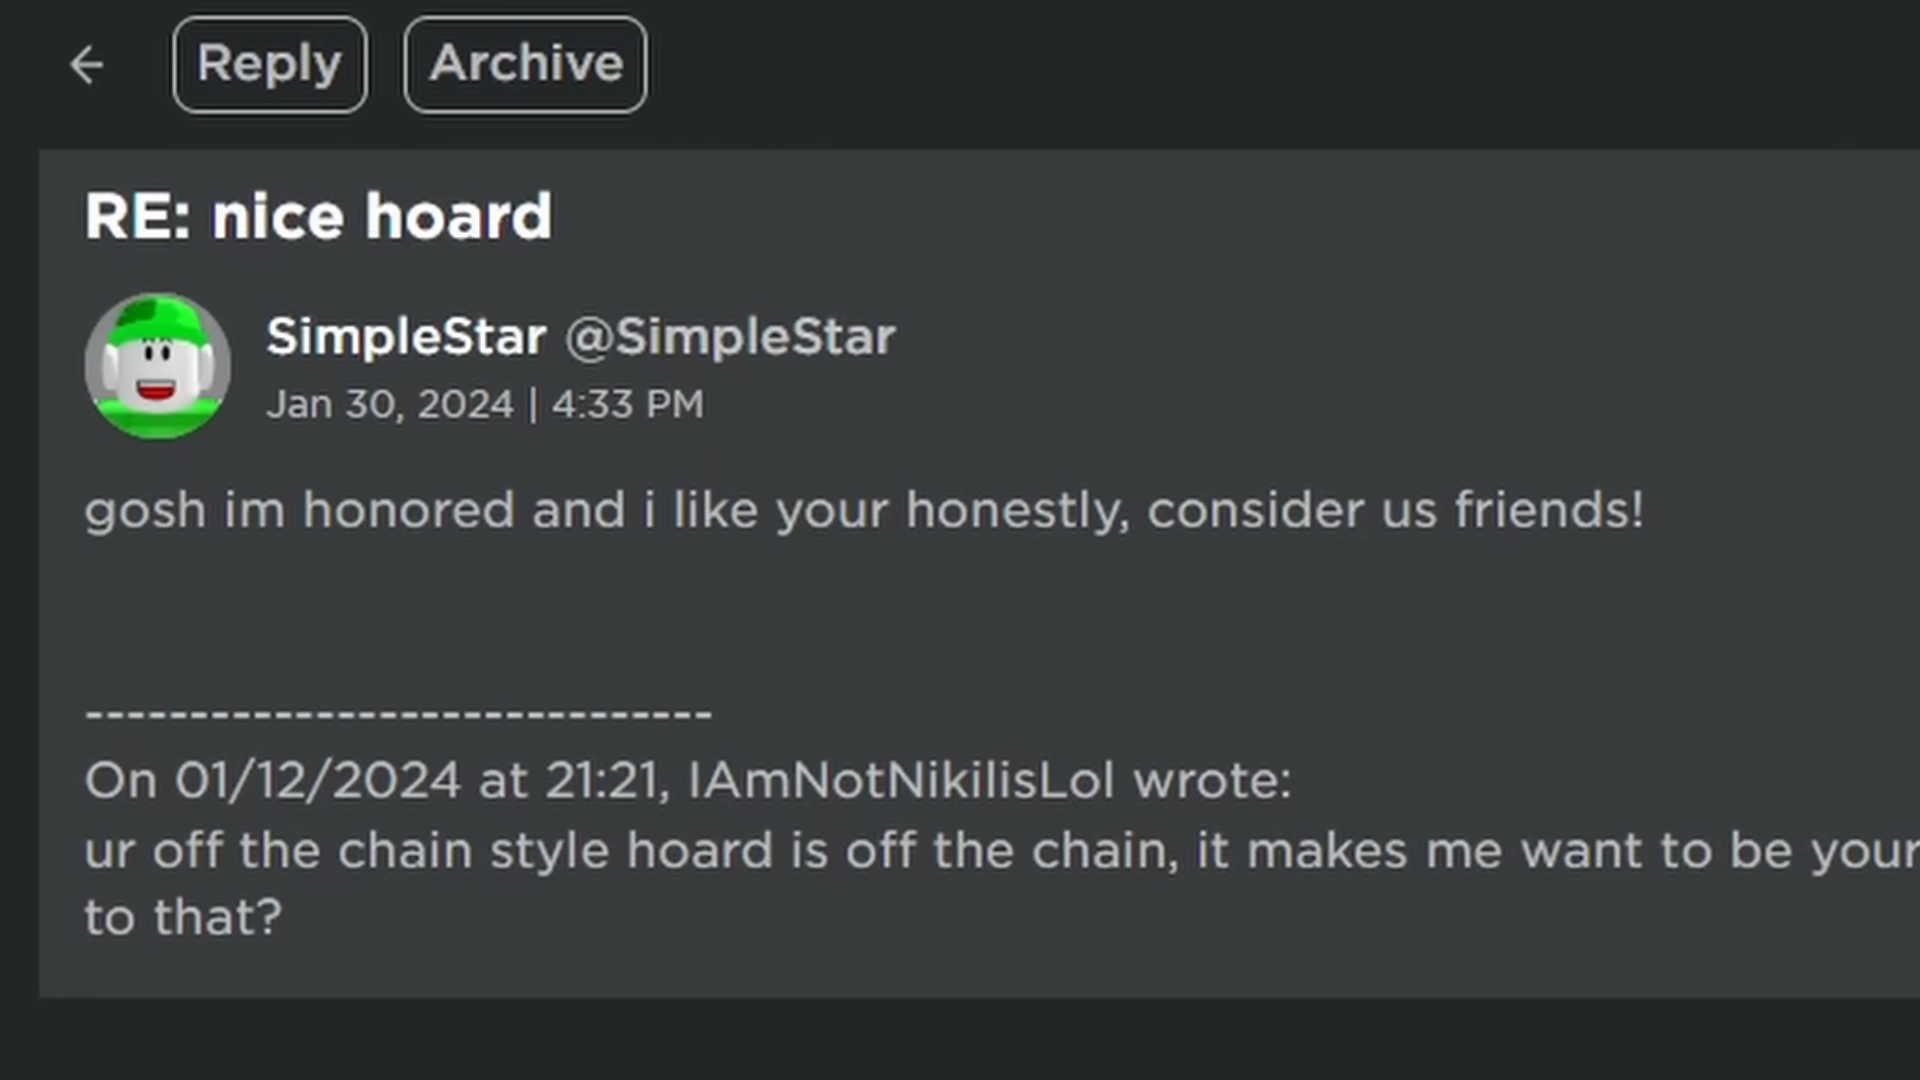 Reply Archive
RE: nice hoard
SimpleStar @SimpleStar
Jan 30, 2024 | 4:33 PM
gosh im honored and i like your honestly, consider us friends!
-------------------------------
On 01/12/2024 at 21:21, IAmNotNikilisLol wrote:
ur off the chain style hoard is off the chain, it makes me want to be your
to that?